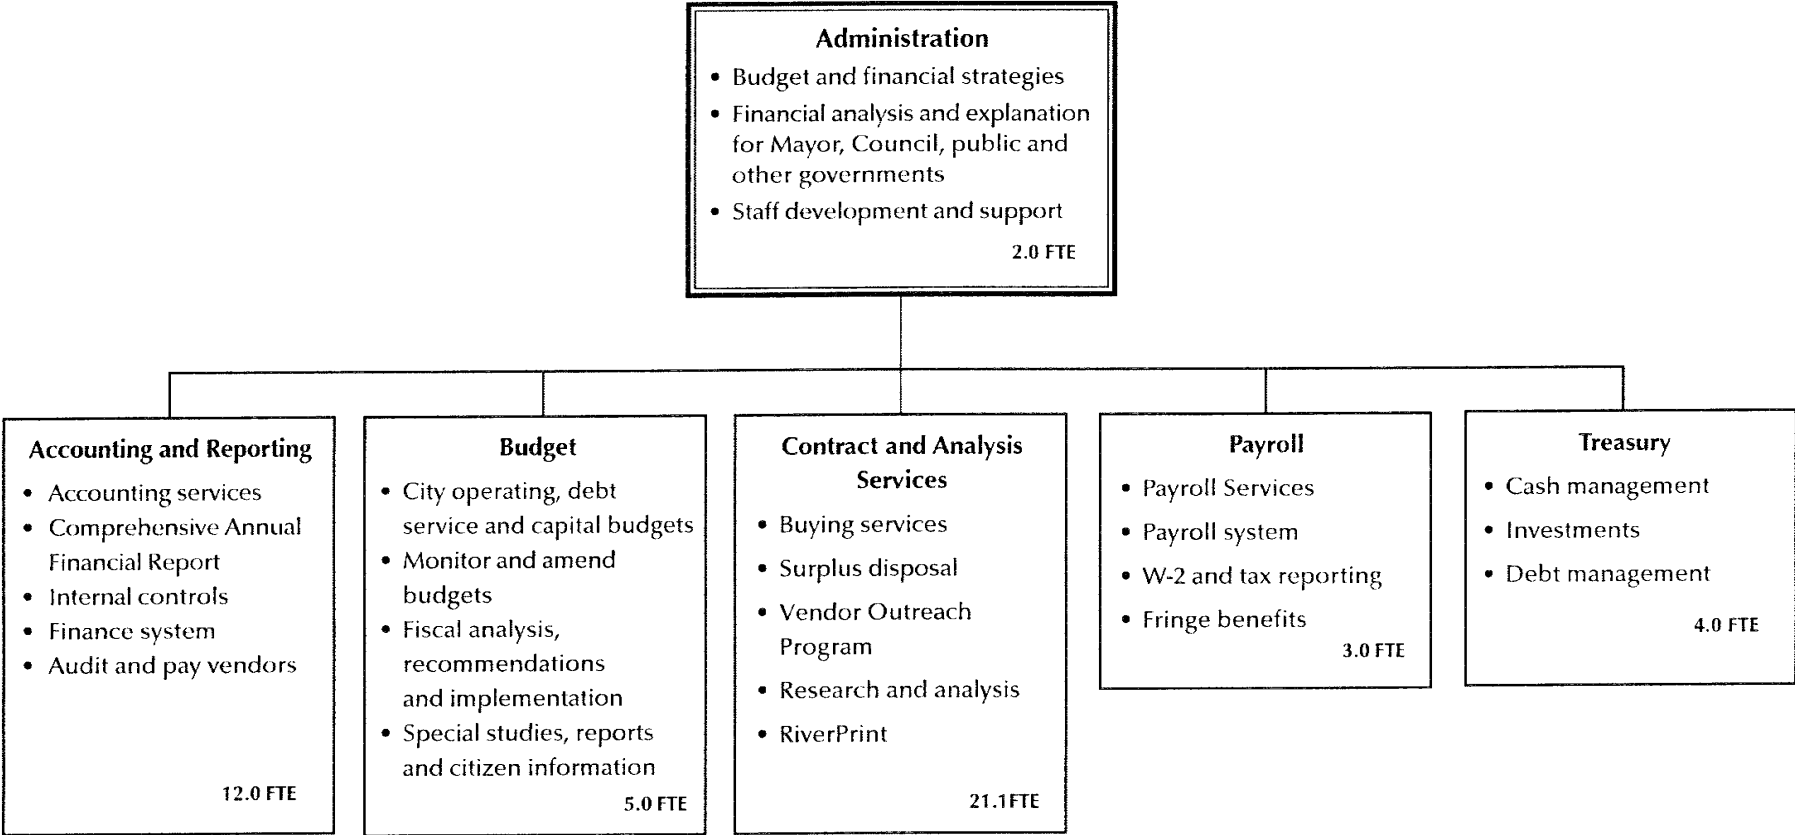 Administration
• Budget and financial strategies
• Financial analysis and explanation
for Mayor, Council, public and
other governments
• Staff development and support
2.0 FTE
Accounting and Reporting
• Accounting services
• Comprehensive Annual
Financial Report
• Internal controls
• Finance system
• Audit and pay vendors
12.0 FTE
Budget
• City operating, debt
service and capital budgets
• Monitor and amend
budgets
• Fiscal analysis,
recommendations
and implementation
• Special studies, reports
and citizen information
5.0 FTE
Contract and Analysis
Services
• Buying services
• Surplus disposal
• Vendor Outreach
Program
• Research and analysis
• RiverPrint
21.1FTE
Payroll
• Payroll Services
• Payroll system
• W-2 and tax reporting
• Fringe benefits
3.0 FTE
Treasury
• Cash management
• Investments
• Debt management
4.0 FTE